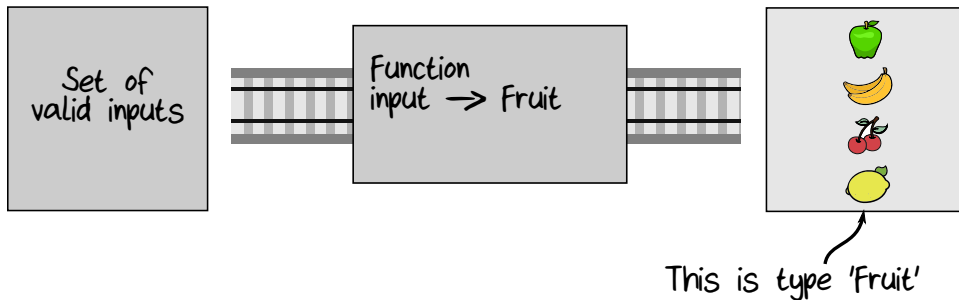 Set of
valid inputs
Function
input → Fruit
This is type 'Fruit'